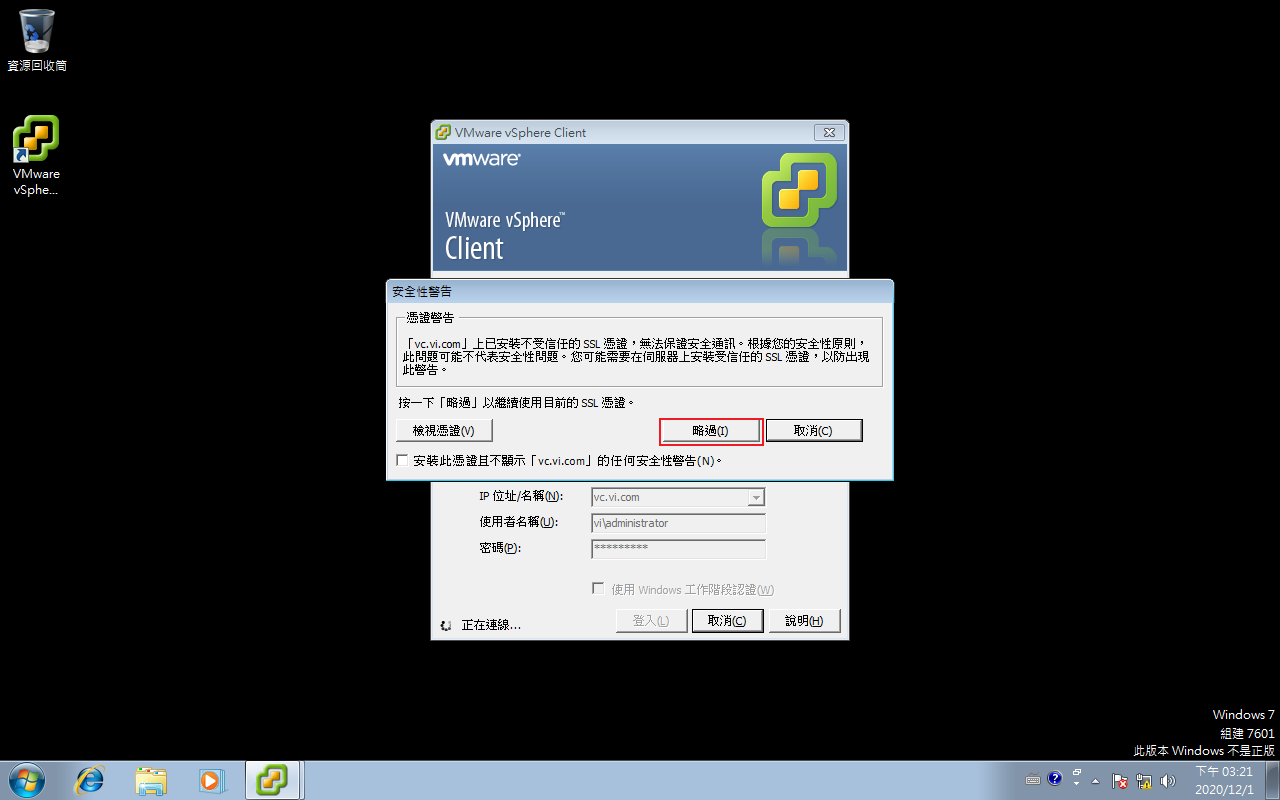 資源回收筒
VMware
vSphe...
VMware vSphere Client
vmware
VMware vSphere™
Client
安全性警告
憑證警告
「vc.vi.com」上已安裝不受信任的 SSL 憑證，無法保證安全通訊。根據您的安全性原則，
此問題可能不代表安全性問題。您可能需要在伺服器上安裝受信任的 SSL 憑證，以防出現
此警告。
按一下「略過」以繼續使用目前的 SSL 憑證。
檢視憑證(V) 略過(I) 取消(C)
安裝此憑證且不顯示「vc.vi.com」的任何安全性警告(N)。
IP 位址/名稱(N): vc.vi.com
使用者名稱(U): vi\administrator
密碼(P): *********
使用 Windows 工作階段認證(W)
正在連線... 登入(L) 取消(C) 說明(H)
Windows 7
組建 7601
此版本 Windows 不是正版
下午 03:21
2020/12/1